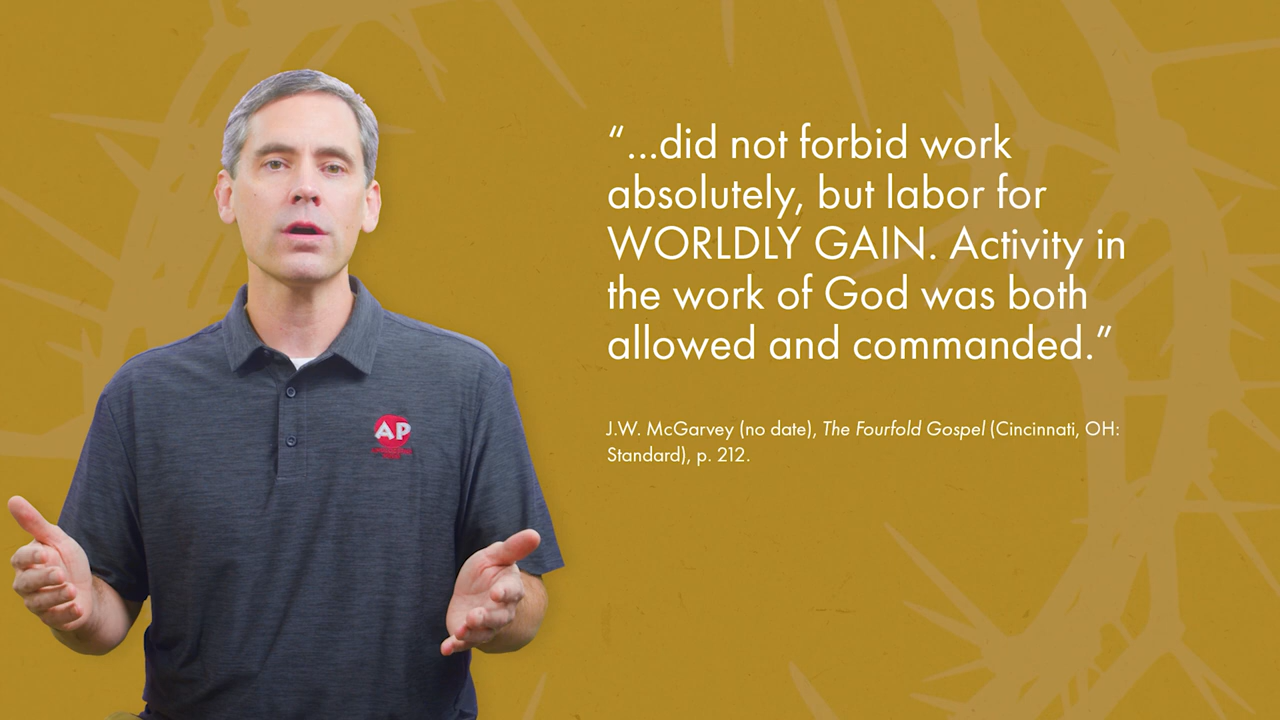 “...did not forbid work
absolutely, but labor for
WORLDLY GAIN. Activity in
the work of God was both
allowed and commanded.”
J.W. McGarvey (no date), The Fourfold Gospel (Cincinnati, OH:
Standard), p. 212.
AP